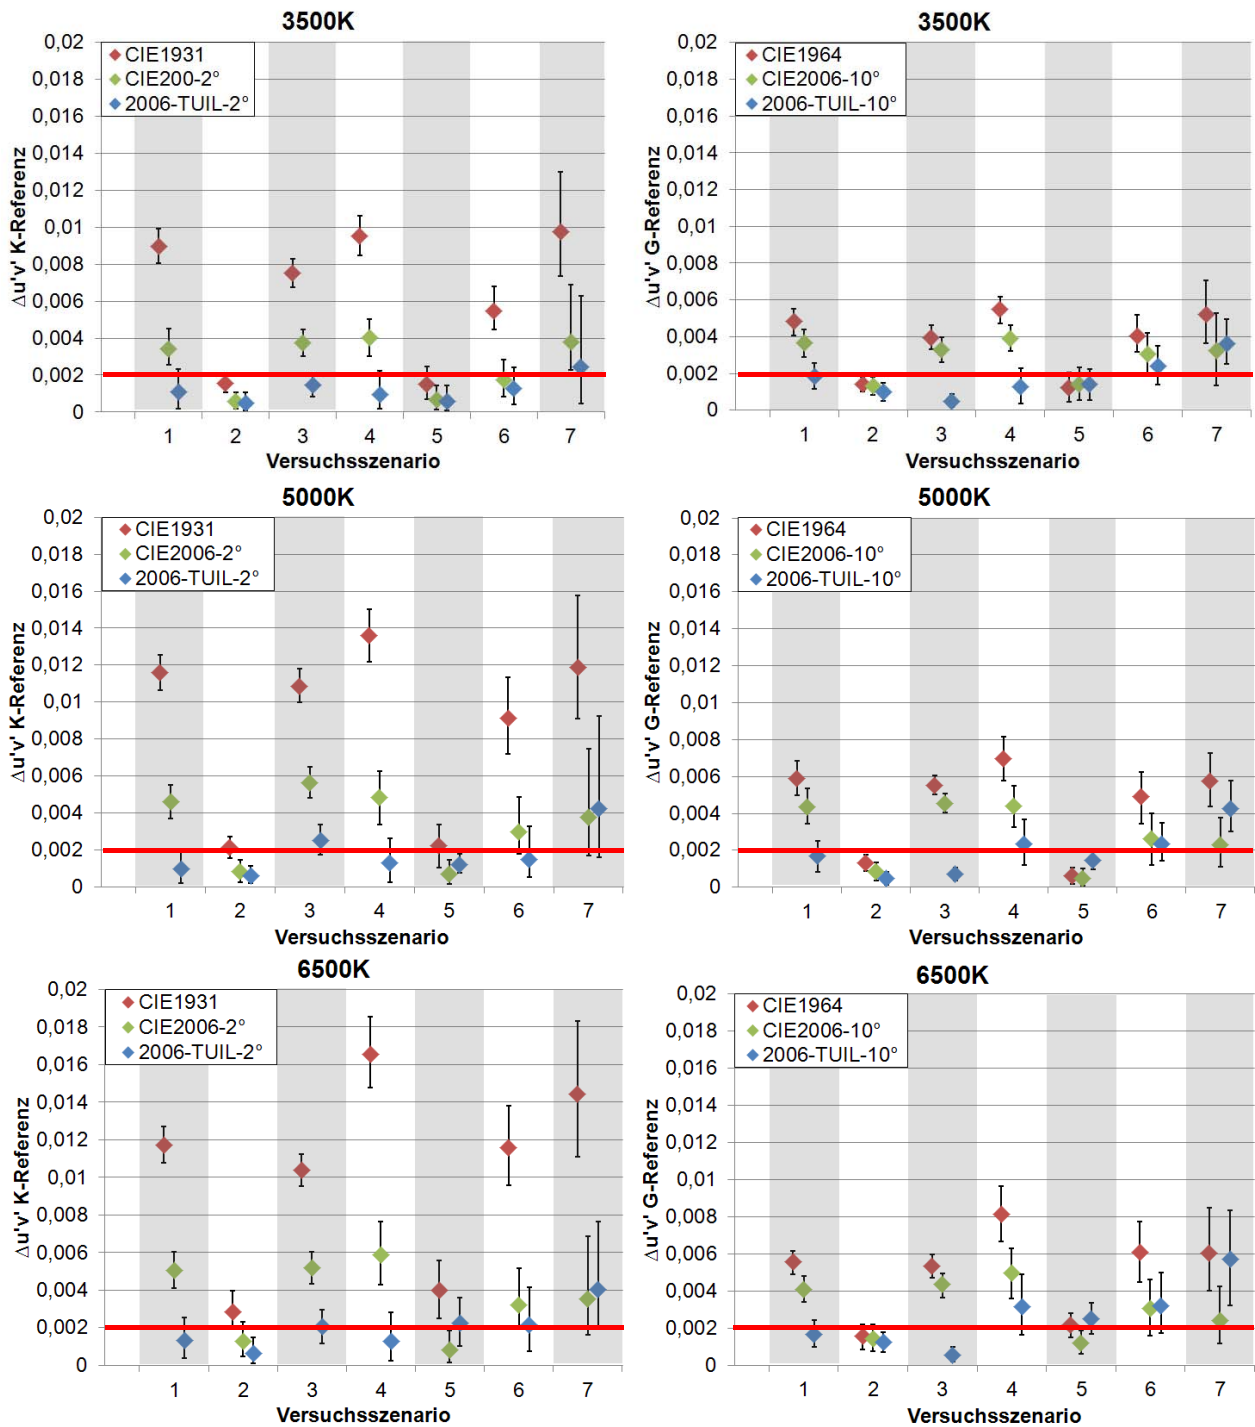 3500K
0,02
0,018
0,016
0,014
0,012
0,01
0,008
0,006
0,004
0,002
0
Δu'v' K-Referenz
CIE1931
CIE200-2°
2006-TUIL-2°
1 2 3 4 5 6 7
Versuchsszenario
3500K
0,02
0,018
0,016
0,014
0,012
0,01
0,008
0,006
0,004
0,002
0
Δu'v' G-Referenz
CIE1964
CIE2006-10°
2006-TUIL-10°
1 2 3 4 5 6 7
Versuchsszenario
5000K
0,02
0,018
0,016
0,014
0,012
0,01
0,008
0,006
0,004
0,002
0
Δu'v' K-Referenz
CIE1931
CIE2006-2°
2006-TUIL-2°
1 2 3 4 5 6 7
Versuchsszenario
5000K
0,02
0,018
0,016
0,014
0,012
0,01
0,008
0,006
0,004
0,002
0
Δu'v' G-Referenz
CIE1964
CIE2006-10°
2006-TUIL-10°
1 2 3 4 5 6 7
Versuchsszenario
6500K
0,02
0,018
0,016
0,014
0,012
0,01
0,008
0,006
0,004
0,002
0
Δu'v' K-Referenz
CIE1931
CIE2006-2°
2006-TUIL-2°
1 2 3 4 5 6 7
Versuchsszenario
6500K
0,02
0,018
0,016
0,014
0,012
0,01
0,008
0,006
0,004
0,002
0
Δu'v' G-Referenz
CIE1964
CIE2006-10°
2006-TUIL-10°
1 2 3 4 5 6 7
Versuchsszenario